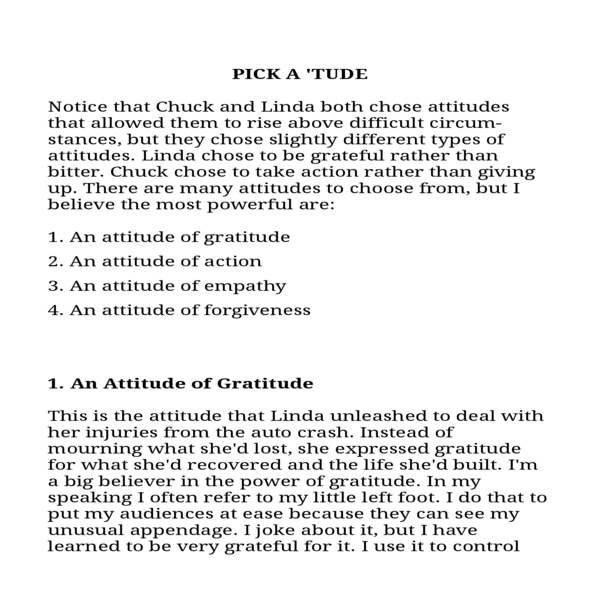 PICK A 'TUDE
Notice that Chuck and Linda both chose attitudes
that allowed them to rise above difficult circum-
stances, but they chose slightly different types of
attitudes. Linda chose to be grateful rather than
bitter. Chuck chose to take action rather than giving
up. There are many attitudes to choose from, but I
believe the most powerful are:
1. An attitude of gratitude
2. An attitude of action
3. An attitude of empathy
4. An attitude of forgiveness
1. An Attitude of Gratitude
This is the attitude that Linda unleashed to deal with
her injuries from the auto crash. Instead of
mourning what she'd lost, she expressed gratitude
for what she'd recovered and the life she'd built. I'm
a big believer in the power of gratitude. In my
speaking I often refer to my little left foot. I do that to
put my audiences at ease because they can see my
unusual appendage. I joke about it, but I have
learned to be very grateful for it. I use it to control